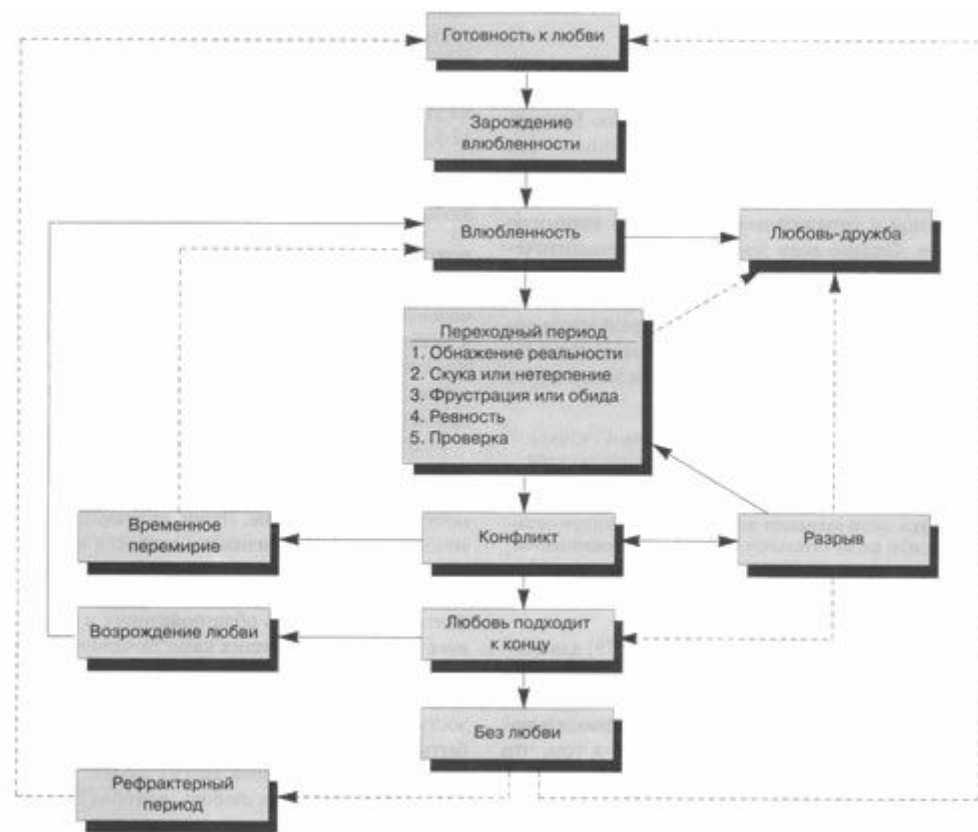 Готовность к любви
Зарождение
влюбленности
Влюбленность
Любовь-дружба
Переходный период
1. Обнажение реальности
2. Скука или нетерпение
3. Фрустрация или обида
4. Ревность
5. Проверка
Временное
перемирие
Конфликт
Разрыв
Возрождение любви
Любовь подходит
к концу
Без любви
Рефрактерный
период